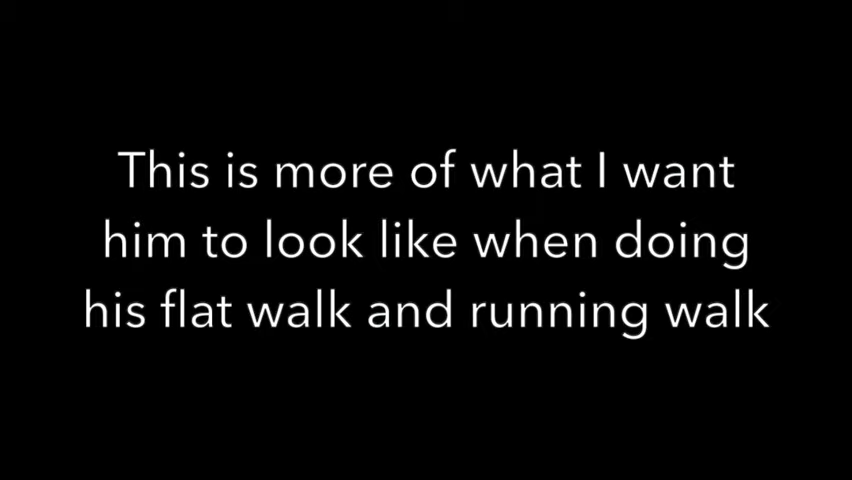 This is more of what I want
him to look like when doing
his flat walk and running walk